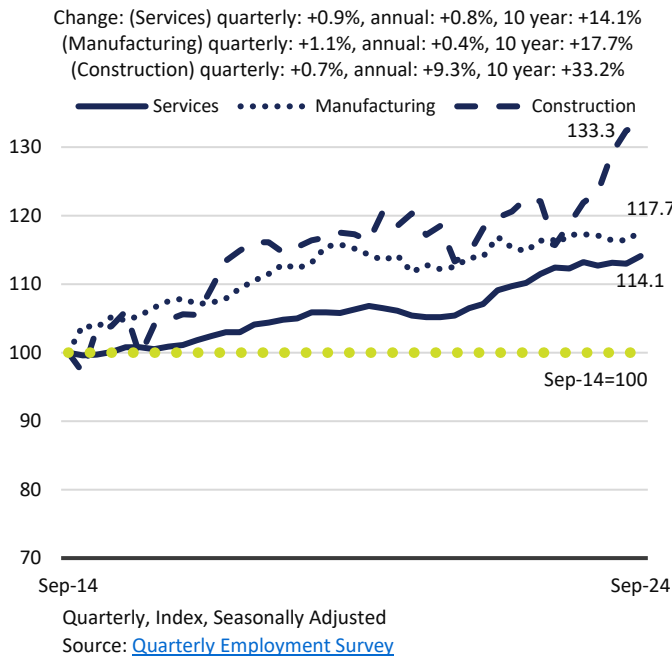 Change: (Services) quarterly: +0.9%, annual: +0.8%, 10 year: +14.1%
(Manufacturing) quarterly: +1.1%, annual: +0.4%, 10 year: +17.7%
(Construction) quarterly: +0.7%, annual: +9.3%, 10 year: +33.2%
Services Manufacturing Construction
133.3
130
120
117.7
110
114.1
100
Sep-14=100
90
80
70
Sep-14 Sep-24
Quarterly, Index, Seasonally Adjusted
Source: Quarterly Employment Survey